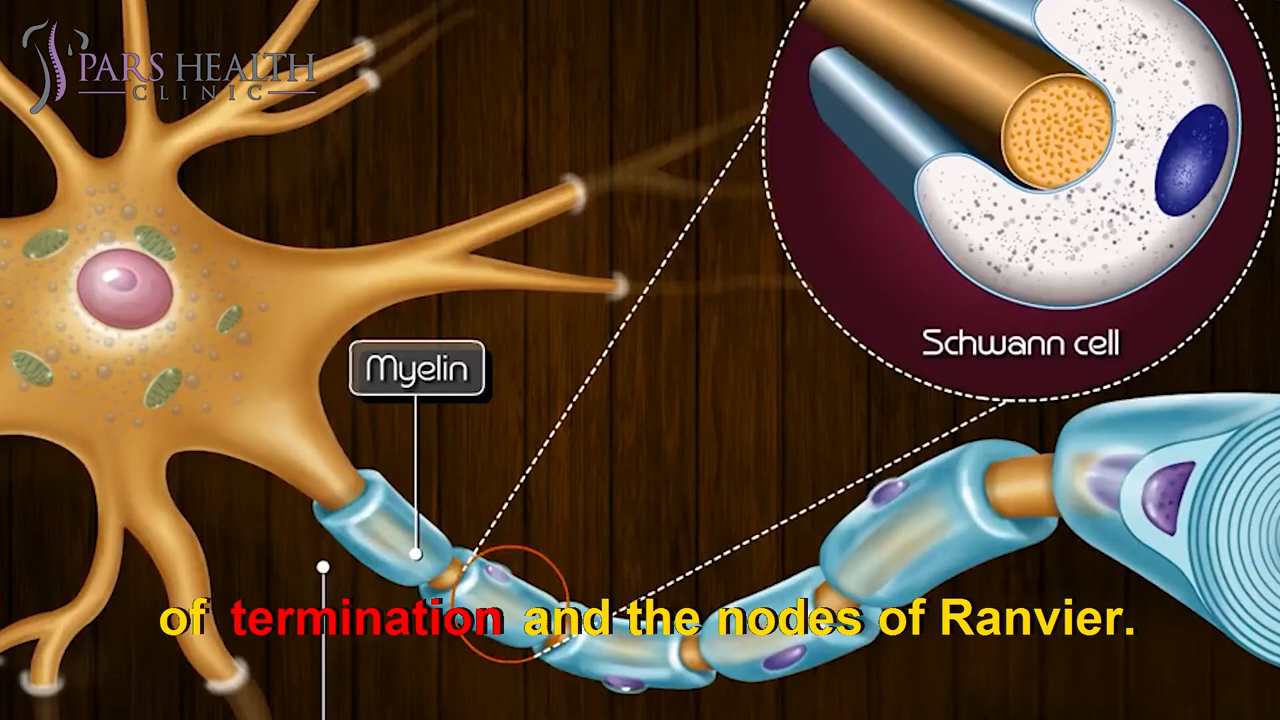 PARS HEALTH
CLINIC
Schwann cell
Myelin
of termination and the nodes of Ranvier.